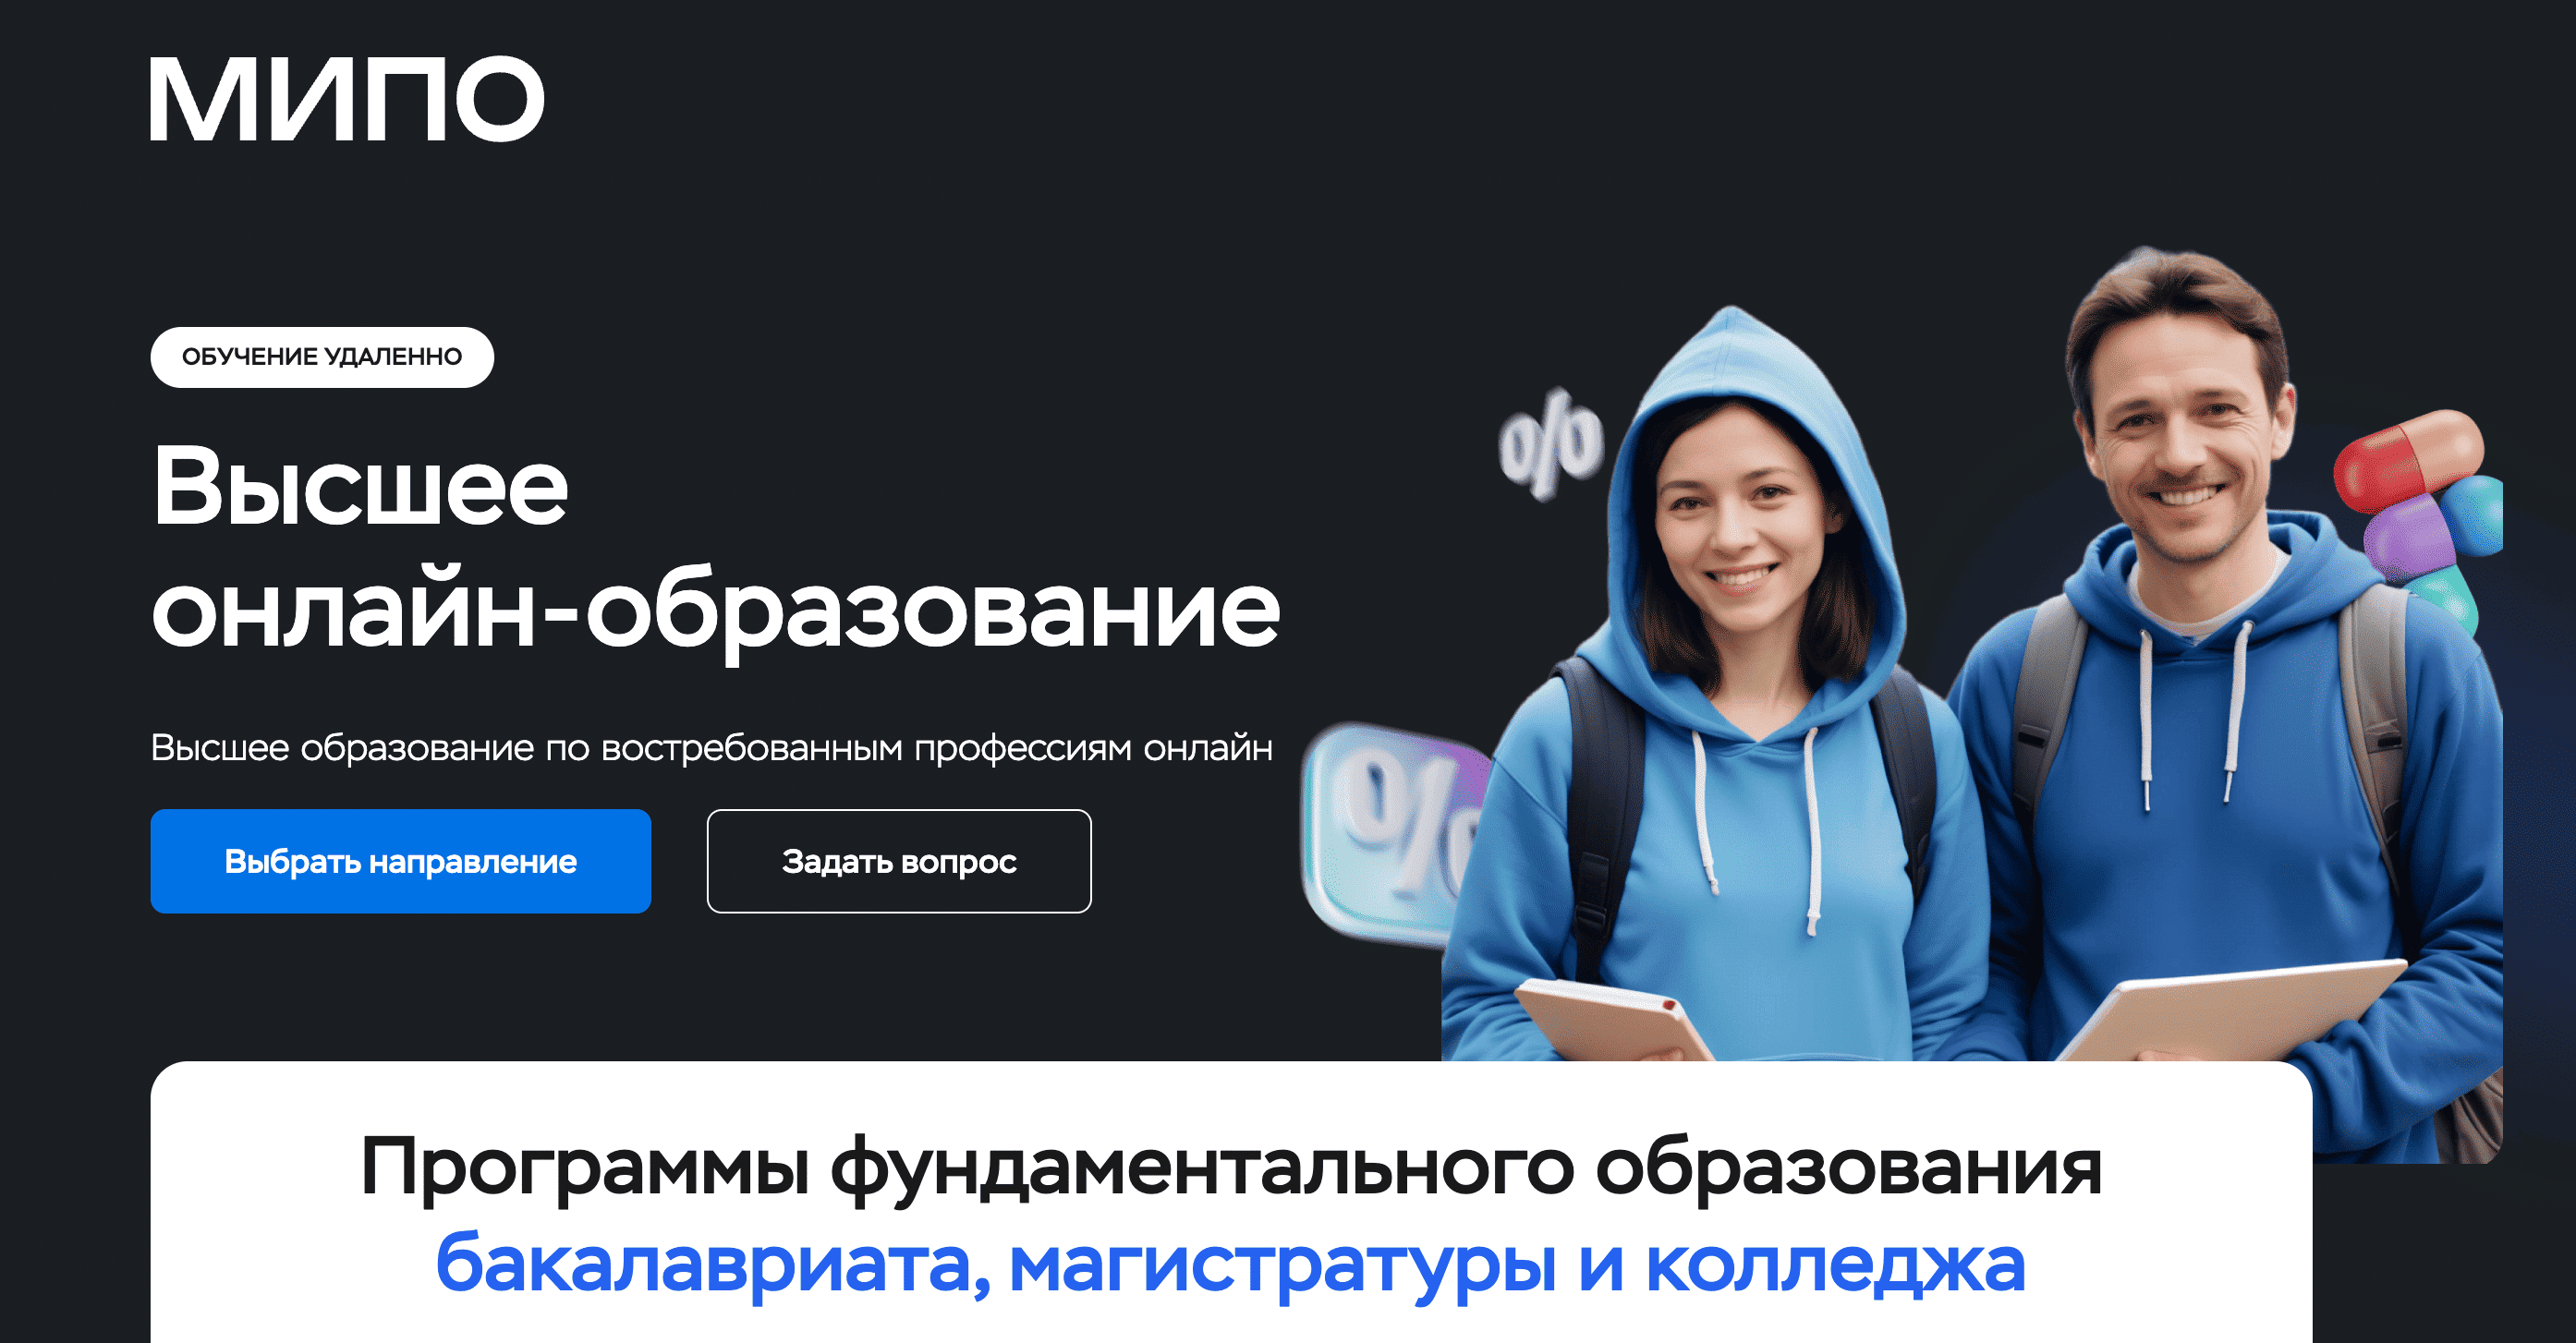 МИПО
ОБУЧЕНИЕ УДАЛЕННО
Высшее
онлайн-образование
%
Высшее образование по востребованным профессиям онлайн
%
Выбрать направление
Задать вопрос
Программы фундаментального образования
бакалавриата, магистратуры и колледжа